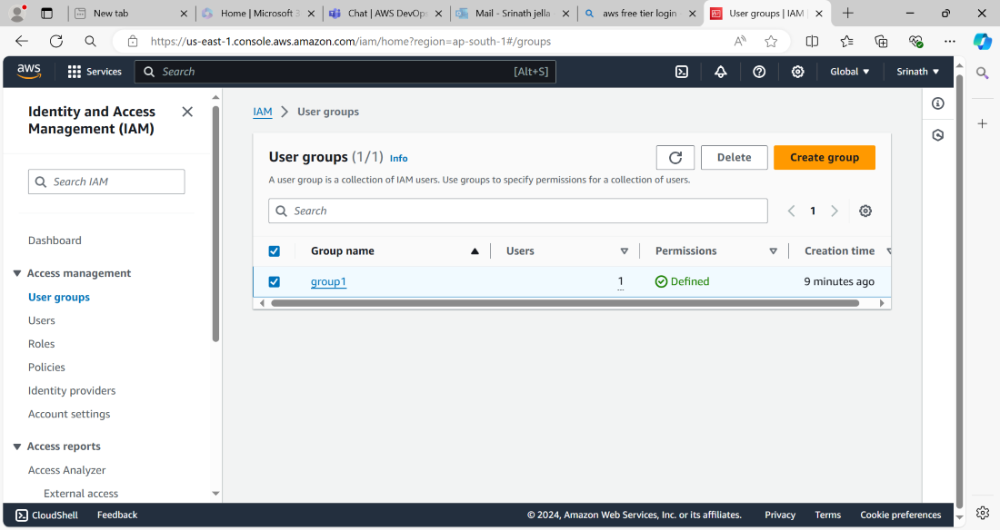 New tab
Home | Microsoft 3
Chat | AWS DevOps
Mail - Srinath jella
aws free tier login -
User groups | IAM |
https://us-east-1.console.aws.amazon.com/iam/home?region=ap-south-1#/groups
aws
Services
Search
[Alt+S]
Global
Srinath
Identity and Access
Management (IAM)
Search IAM
Dashboard
Access management
User groups
Users
Roles
Policies
Identity providers
Account settings
Access reports
Access Analyzer
External access
IAM > User groups
User groups (1/1) Info
Delete
Create group
A user group is a collection of IAM users. Use groups to specify permissions for a collection of users.
Search
1
Group name
Users
Permissions
Creation time
group1
1
Defined
9 minutes ago
CloudShell
Feedback
© 2024, Amazon Web Services, Inc. or its affiliates.
Privacy
Terms
Cookie preferences